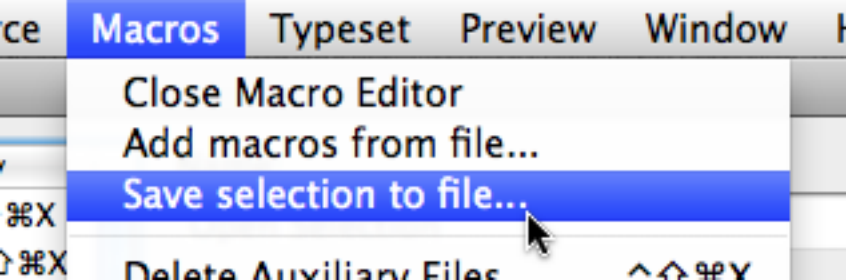 rce Macros Typeset Preview Window H
Close Macro Editor
Add macros from file...
Save selection to file...
⌘X
Delete Auxiliary Files ^⇧⌘X
⇧⌘X